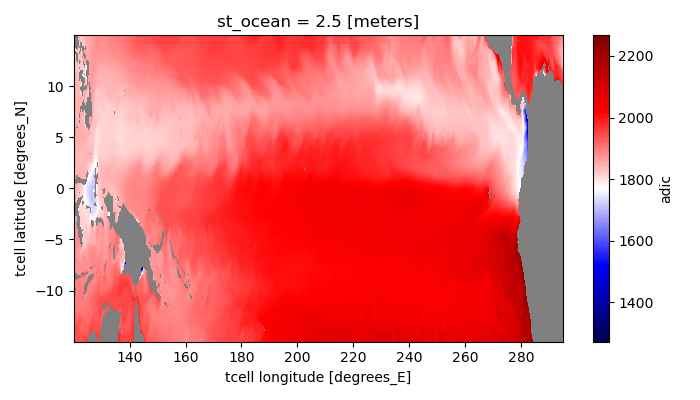 st_ocean = 2.5 [meters]
10
5
0
−5
−10
tcell latitude [degrees_N]
140 160 180 200 220 240 260 280
tcell longitude [degrees_E]
2200
2000
1800
1600
1400
adic